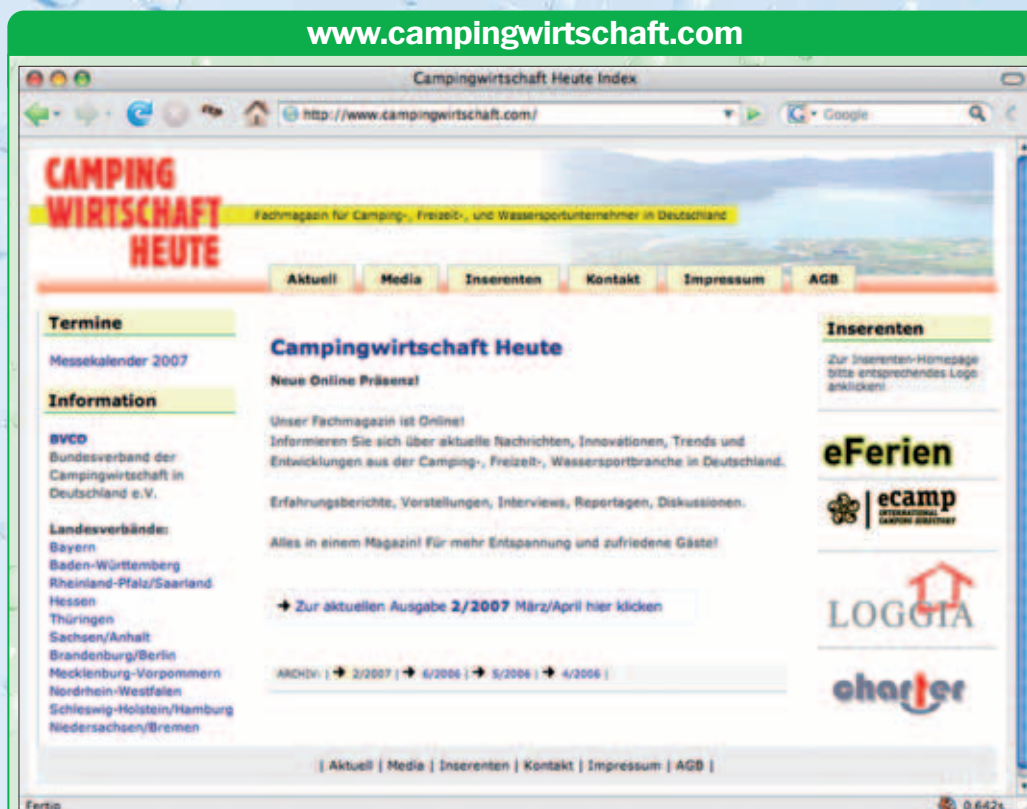 www.campingwirtschaft.com
Campingwirtschaft Heute Index
http://www.campingwirtschaft.com/
Google
CAMPING
WIRTSCHAFT
HEUTE
Fachmagazin für Camping-, Freizeit-, und Wassersportunternehmer in Deutschland
Aktuell Media Inserenten Kontakt Impressum AGB
Termine
Messekalender 2007
Information
BVCD
Bundesverband der
Campingwirtschaft in
Deutschland e.V.
Landesverbände:
Bayern
Baden-Württemberg
Rheinland-Pfalz/Saarland
Hessen
Thüringen
Sachsen/Anhalt
Brandenburg/Berlin
Mecklenburg-Vorpommern
Nordrhein-Westfalen
Schleswig-Holstein/Hamburg
Niedersachsen/Bremen
Campingwirtschaft Heute
Neue Online Präsenz!
Unser Fachmagazin ist Online!
Informieren Sie sich über aktuelle Nachrichten, Innovationen, Trends und
Entwicklungen aus der Camping-, Freizeit-, Wassersportbranche in Deutschland.
Erfahrungsberichte, Vorstellungen, Interviews, Reportagen, Diskussionen.
Alles in einem Magazin! Für mehr Entspannung und zufriedene Gäste!
➔ Zur aktuellen Ausgabe 2/2007 März/April hier klicken
ARCHIV: | ➔ 2/2007 | ➔ 6/2006 | ➔ 5/2006 | ➔ 4/2006 |
Inserenten
Zur Inserenten-Homepage
bitte entsprechendes Logo
anklicken!
eFerien
ecamp
INTERNATIONAL
CAMPING DIRECTORY
LOGGIA
charter
| Aktuell | Media | Inserenten | Kontakt | Impressum | AGB |
Fertig
0.642s